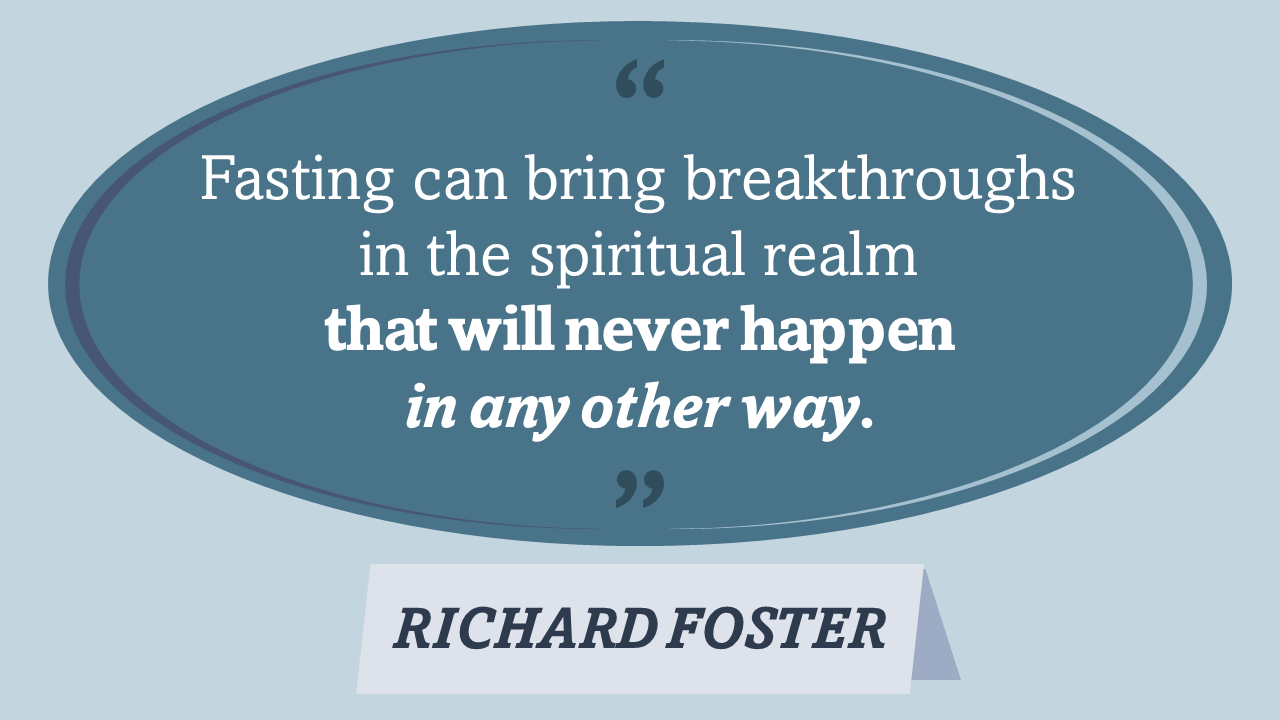 “
Fasting can bring breakthroughs
in the spiritual realm
that will never happen
in any other way.
”
RICHARD FOSTER